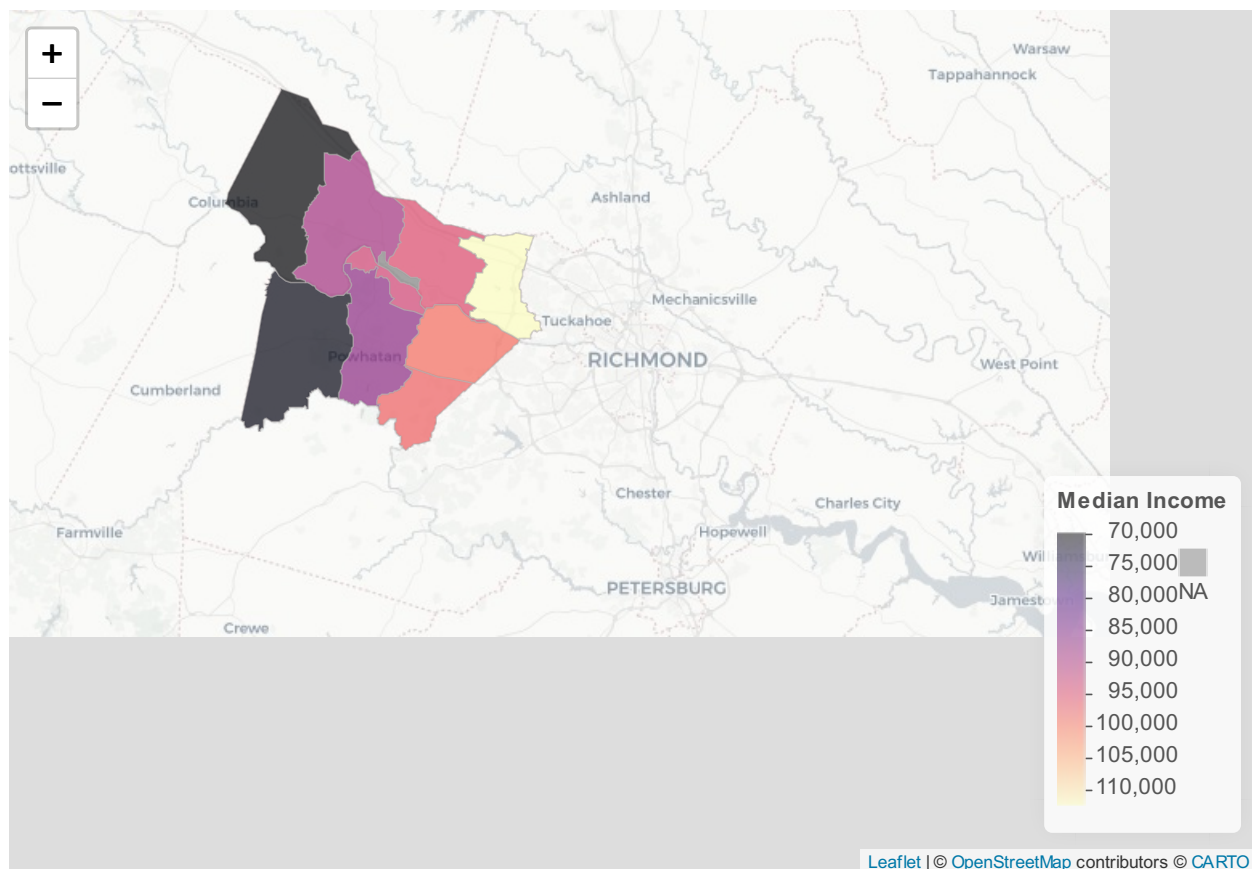 +
−
Warsaw
Tappahannock
ottsville
Columbia
Ashland
Mechanicsville
Tuckahoe
RICHMOND
Powhatan
West Point
Cumberland
Chester
Charles City
Farmville
Hopewell
PETERSBURG
Crewe
Williamsbur
Jamestow
Median Income
70,000
75,000
80,000 NA
85,000
90,000
95,000
100,000
105,000
110,000
Leaflet | © OpenStreetMap contributors © CARTO